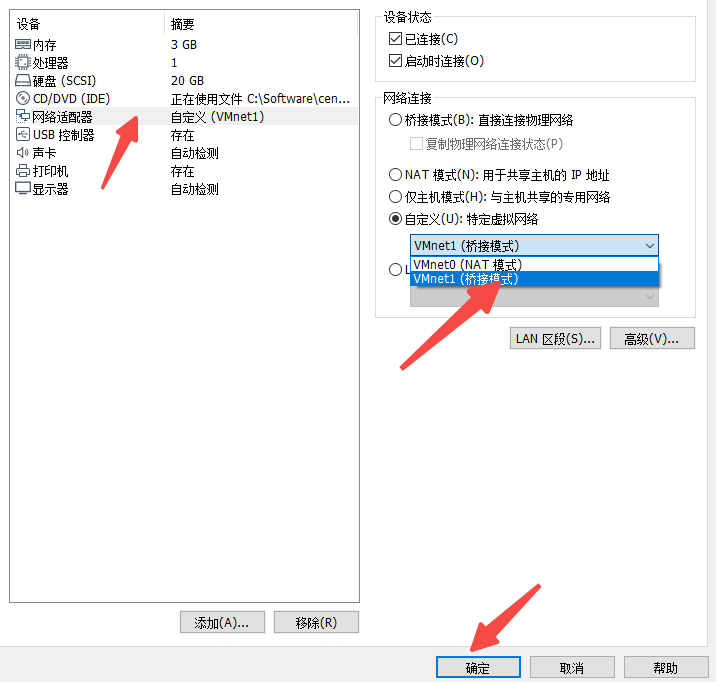 设备 摘要
内存 3 GB
处理器 1
硬盘 (SCSI) 20 GB
CD/DVD (IDE) 正在使用文件 C:\Software\cen...
网络适配器 自定义 (VMnet1)
USB 控制器 存在
声卡 自动检测
打印机 存在
显示器 自动检测
添加(A)... 移除(R)
设备状态
已连接(C)
启动时连接(O)
网络连接
桥接模式(B): 直接连接物理网络
复制物理网络连接状态(P)
NAT 模式(N): 用于共享主机的 IP 地址
仅主机模式(H): 与主机共享的专用网络
自定义(U): 特定虚拟网络
VMnet1 (桥接模式)
VMnet0 (NAT 模式)
VMnet1 (桥接模式)
LAN 区段(S)... 高级(V)...
确定 取消 帮助